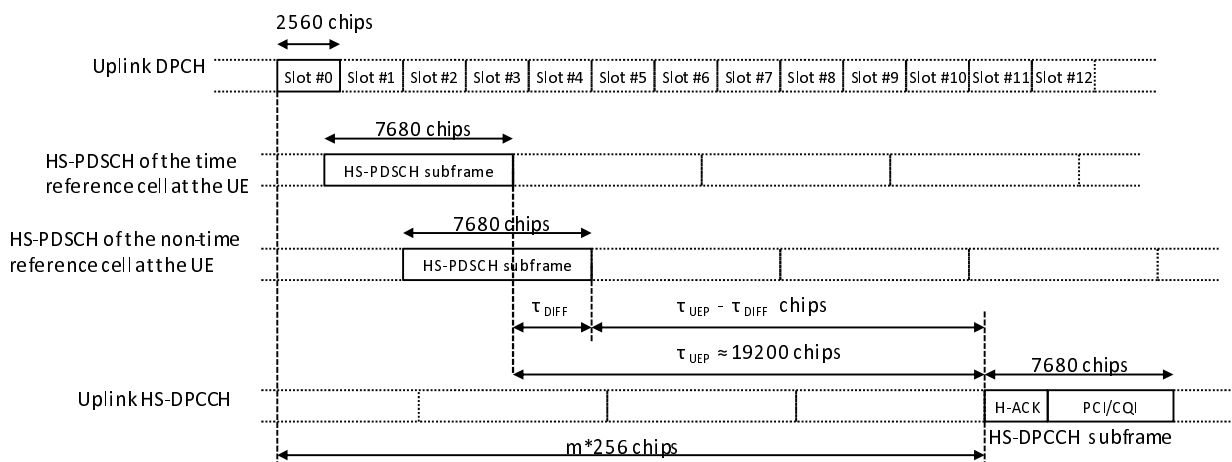 2560 chips
Uplink DPCH
Slot #0 Slot #1 Slot #2 Slot #3 Slot #4 Slot #5 Slot #6 Slot #7 Slot #8 Slot #9 Slot #10 Slot #11 Slot #12
7680 chips
HS-PDSCH of the time
reference cell at the UE
HS-PDSCH subframe
7680 chips
HS-PDSCH of the non-time
reference cell at the UE
HS-PDSCH subframe
τ DIFF
τ UEP - τ DIFF chips
τ UEP ≈ 19200 chips
7680 chips
Uplink HS-DPCCH
H-ACK PCI/CQI
HS-DPCCH subframe
m*256 chips